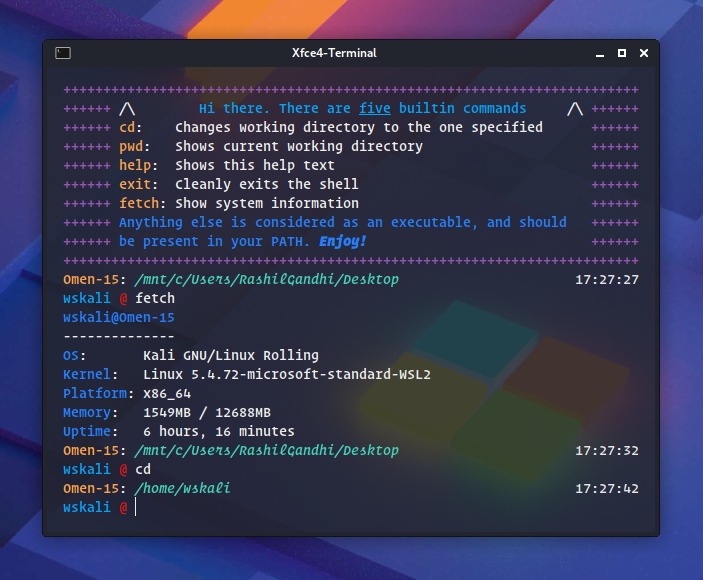 Xfce4-Terminal
++++++++++++++++++++++++++++++++++++++++++++++++++++++++++++++++++++++++
++++++ /\ Hi there. There are five builtin commands /\ ++++++
++++++ cd: Changes working directory to the one specified ++++++
++++++ pwd: Shows current working directory ++++++
++++++ help: Shows this help text ++++++
++++++ exit: Cleanly exits the shell ++++++
++++++ fetch: Show system information ++++++
++++++ Anything else is considered as an executable, and should ++++++
++++++ be present in your PATH. Enjoy! ++++++
++++++++++++++++++++++++++++++++++++++++++++++++++++++++++++++++++++++++
Omen-15: /mnt/c/Users/RashilGandhi/Desktop 17:27:27
wskali @ fetch
wskali@Omen-15
--------------
OS: Kali GNU/Linux Rolling
Kernel: Linux 5.4.72-microsoft-standard-WSL2
Platform: x86_64
Memory: 1549MB / 12688MB
Uptime: 6 hours, 16 minutes
Omen-15: /mnt/c/Users/RashilGandhi/Desktop 17:27:32
wskali @ cd
Omen-15: /home/wskali 17:27:42
wskali @